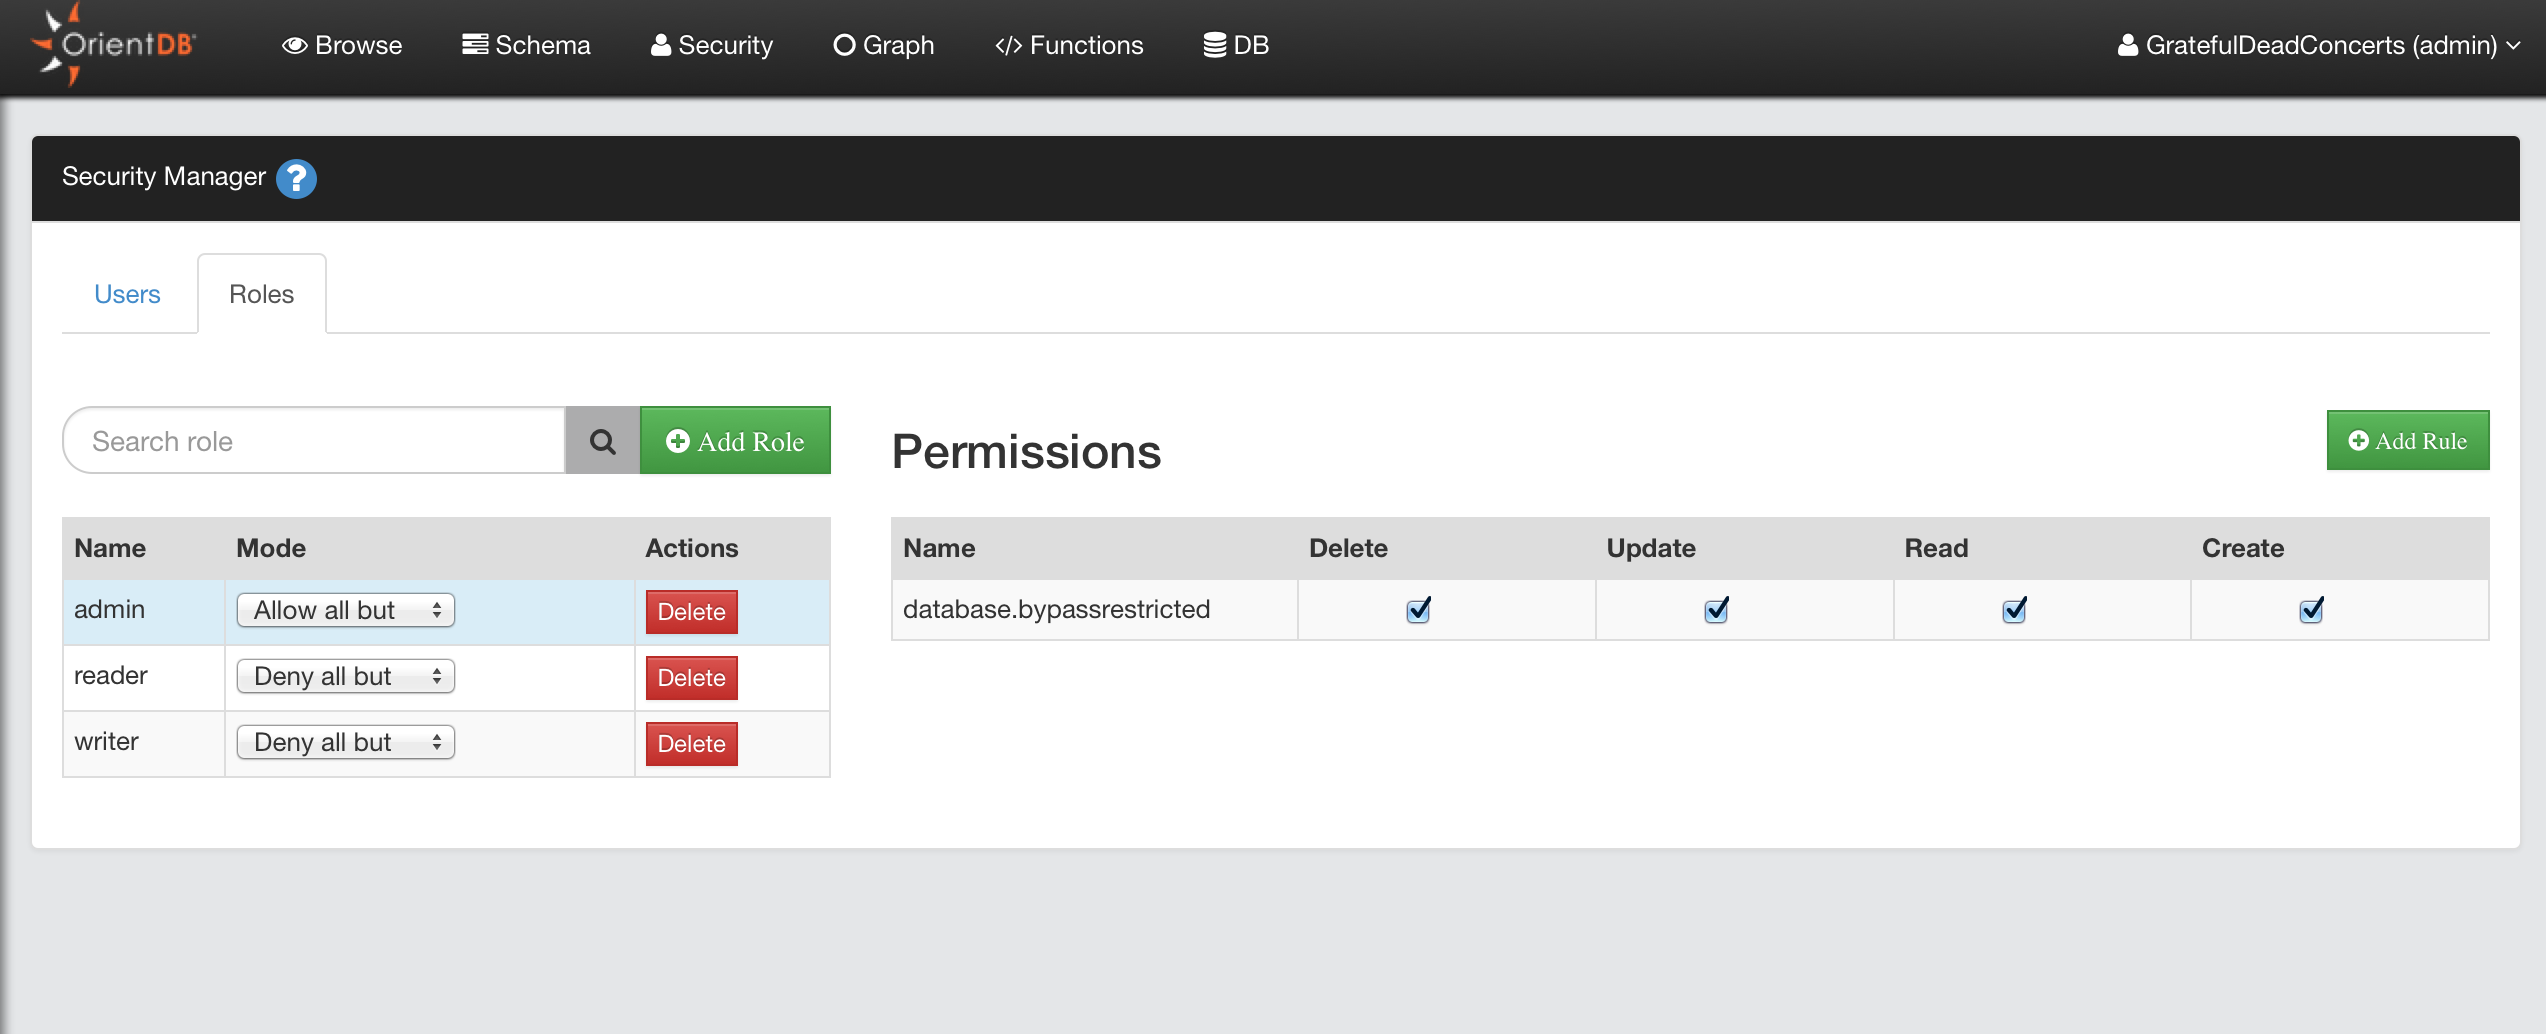 OrientDB Browse Schema Security Graph </> Functions DB GratefulDeadConcerts (admin)
Security Manager ?
Users Roles
Search role Add Role
Permissions Add Rule
Name Mode Actions
admin Allow all but Delete
reader Deny all but Delete
writer Deny all but Delete
Name Delete Update Read Create
database.bypassrestricted